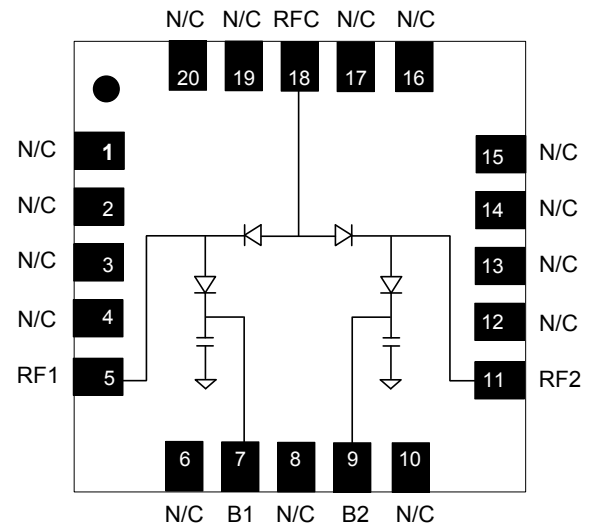 N/C N/C RFC N/C N/C
20 19 18 17 16
N/C 1 15 N/C
N/C 2 14 N/C
N/C 3 13 N/C
N/C 4 12 N/C
RF1 5 11 RF2
6 7 8 9 10
N/C B1 N/C B2 N/C